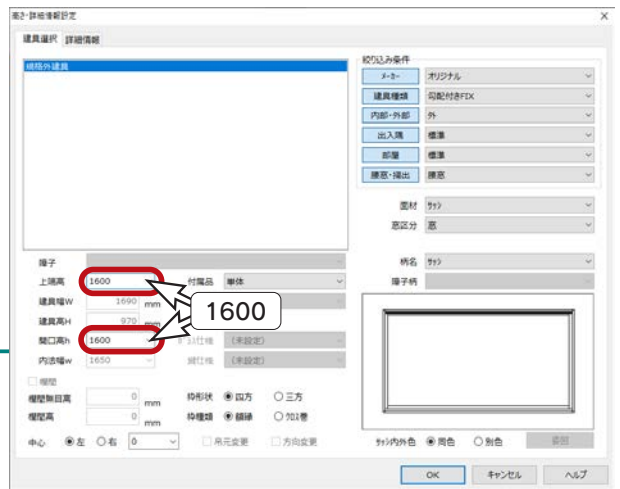 高さ・詳細情報設定
建具選択 詳細情報
規格外建具
絞り込み条件
メーカー オリジナル
建具種類 勾配付きFIX
内部・外部 外
出入隅 標準
部屋 標準
腰窓・掃出 腰窓
面材 サッシ
窓区分 窓
柄名 サッシ
障子柄
障子
上端高 1600 付属品 単体
建具幅W 1690 mm
建具高H 970 mm
1600
開口高h 1600 (未設定)
内法幅w 1650 (未設定)
欄間
欄間無目高 0 mm 枠形状 四方 三方
欄間高 0 mm 枠種類 額縁 クロス巻
中心 左 右 0 吊元変更 方向変更
サッシ内外色 同色 別色
OK キャンセル ヘルプ